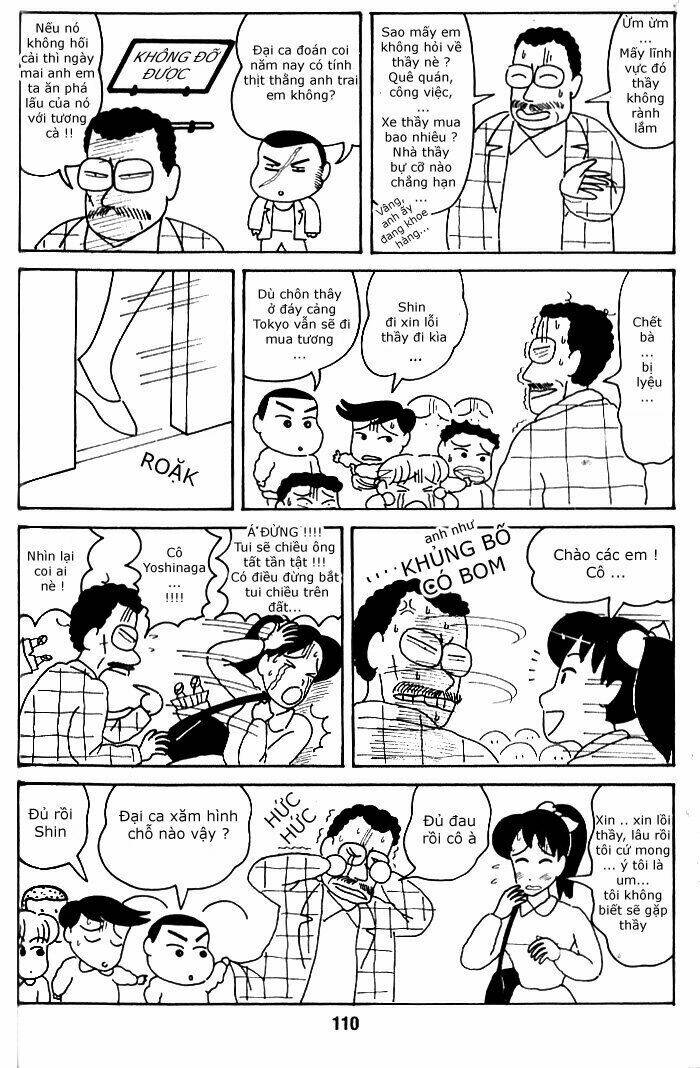 Nếu nó
không hối
cải thì ngày
mai anh em
ta ăn phá
lấu của nó
với tương
cà !!
KHÔNG ĐỖ
ĐƯỢC
Đại ca đoán coi
năm nay có tính
thịt thằng anh trai
em không?
Sao mấy em
không hỏi về
thầy nè ?
Quê quán,
công việc,
...
Xe thầy mua
bao nhiêu ?
Nhà thầy
bự cỡ nào
chẳng hạn
...
Vâng,
anh ấy
đang khoe
hàng...
Ừm ừm
...
Mấy lĩnh
vực đó
thầy
không
rành
lắm
ROẶK
Dù chôn thây
ở đáy cảng
Tokyo vẫn sẽ đi
mua tương
...
Shin
đi xin lỗi
thầy đi kìa
...
Chết
bà
...
bị
lyệu
...
Nhìn lại
coi ai
nè !
Cô
Yoshinaga
...
!!!!
Á ĐỪNG !!!!
Tui sẽ chiều ông
tất tần tật !!!
Có điều đừng bắt
tui chiều trên
đất...
anh như
KHỦNG BỐ
CÓ BOM
....
Chào các em !
Cô ...
Đủ rồi
Shin
Đại ca xăm hình
chỗ nào vậy ?
HỨC
HỨC
Đủ đau
rồi cô à
Xin .. xin lỗi
thầy, lâu rồi
tôi cứ mong
... ý tôi là
um...
tôi không
biết sẽ gặp
thầy
110